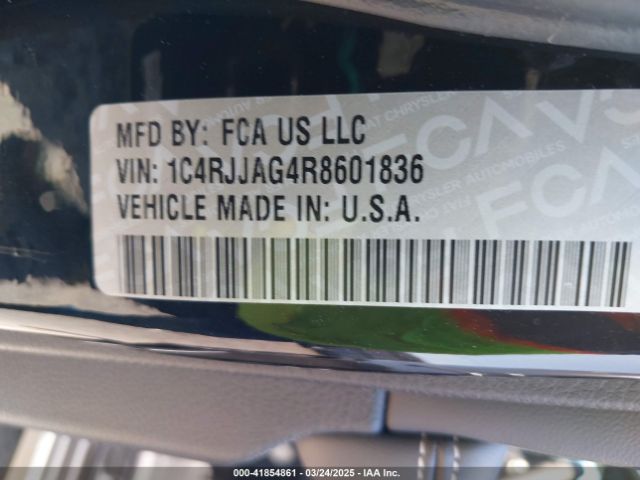 MFD BY: FCA US LLC
VIN: 1C4RJJAG4R8601836
VEHICLE MADE IN: U.S.A.
000-41854861 - 03/24/2025 - IAA Inc.